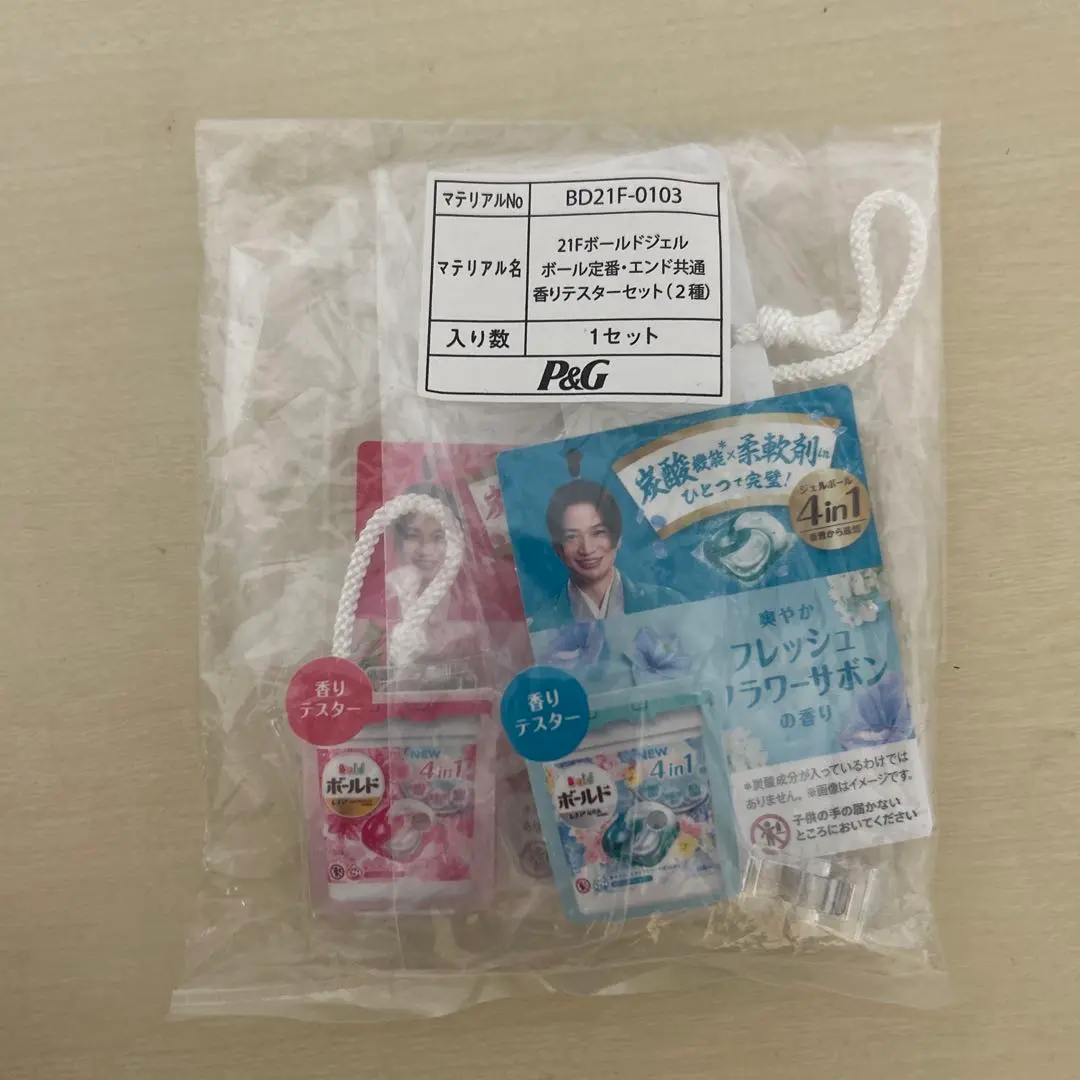 マテリアルNo BD21F-0103
マテリアル名
21Fボールドジェル
ボール定番・エンド共通
香りテスターセット（2種）
入り数 1セット
P&G
炭酸機能*×柔軟剤in
ひとつで完璧!
ジェルボール
4in1
爽やか
フレッシュ
フラワーサボン
の香り
*炭酸成分が入っているわけでは
ありません。※画像はイメージです。
子供の手の届かない
ところにおいてください
香り
テスター
NEW
4in1
Bold
ボールド
香り
テスター
NEW
4in1
Bold
ボールド